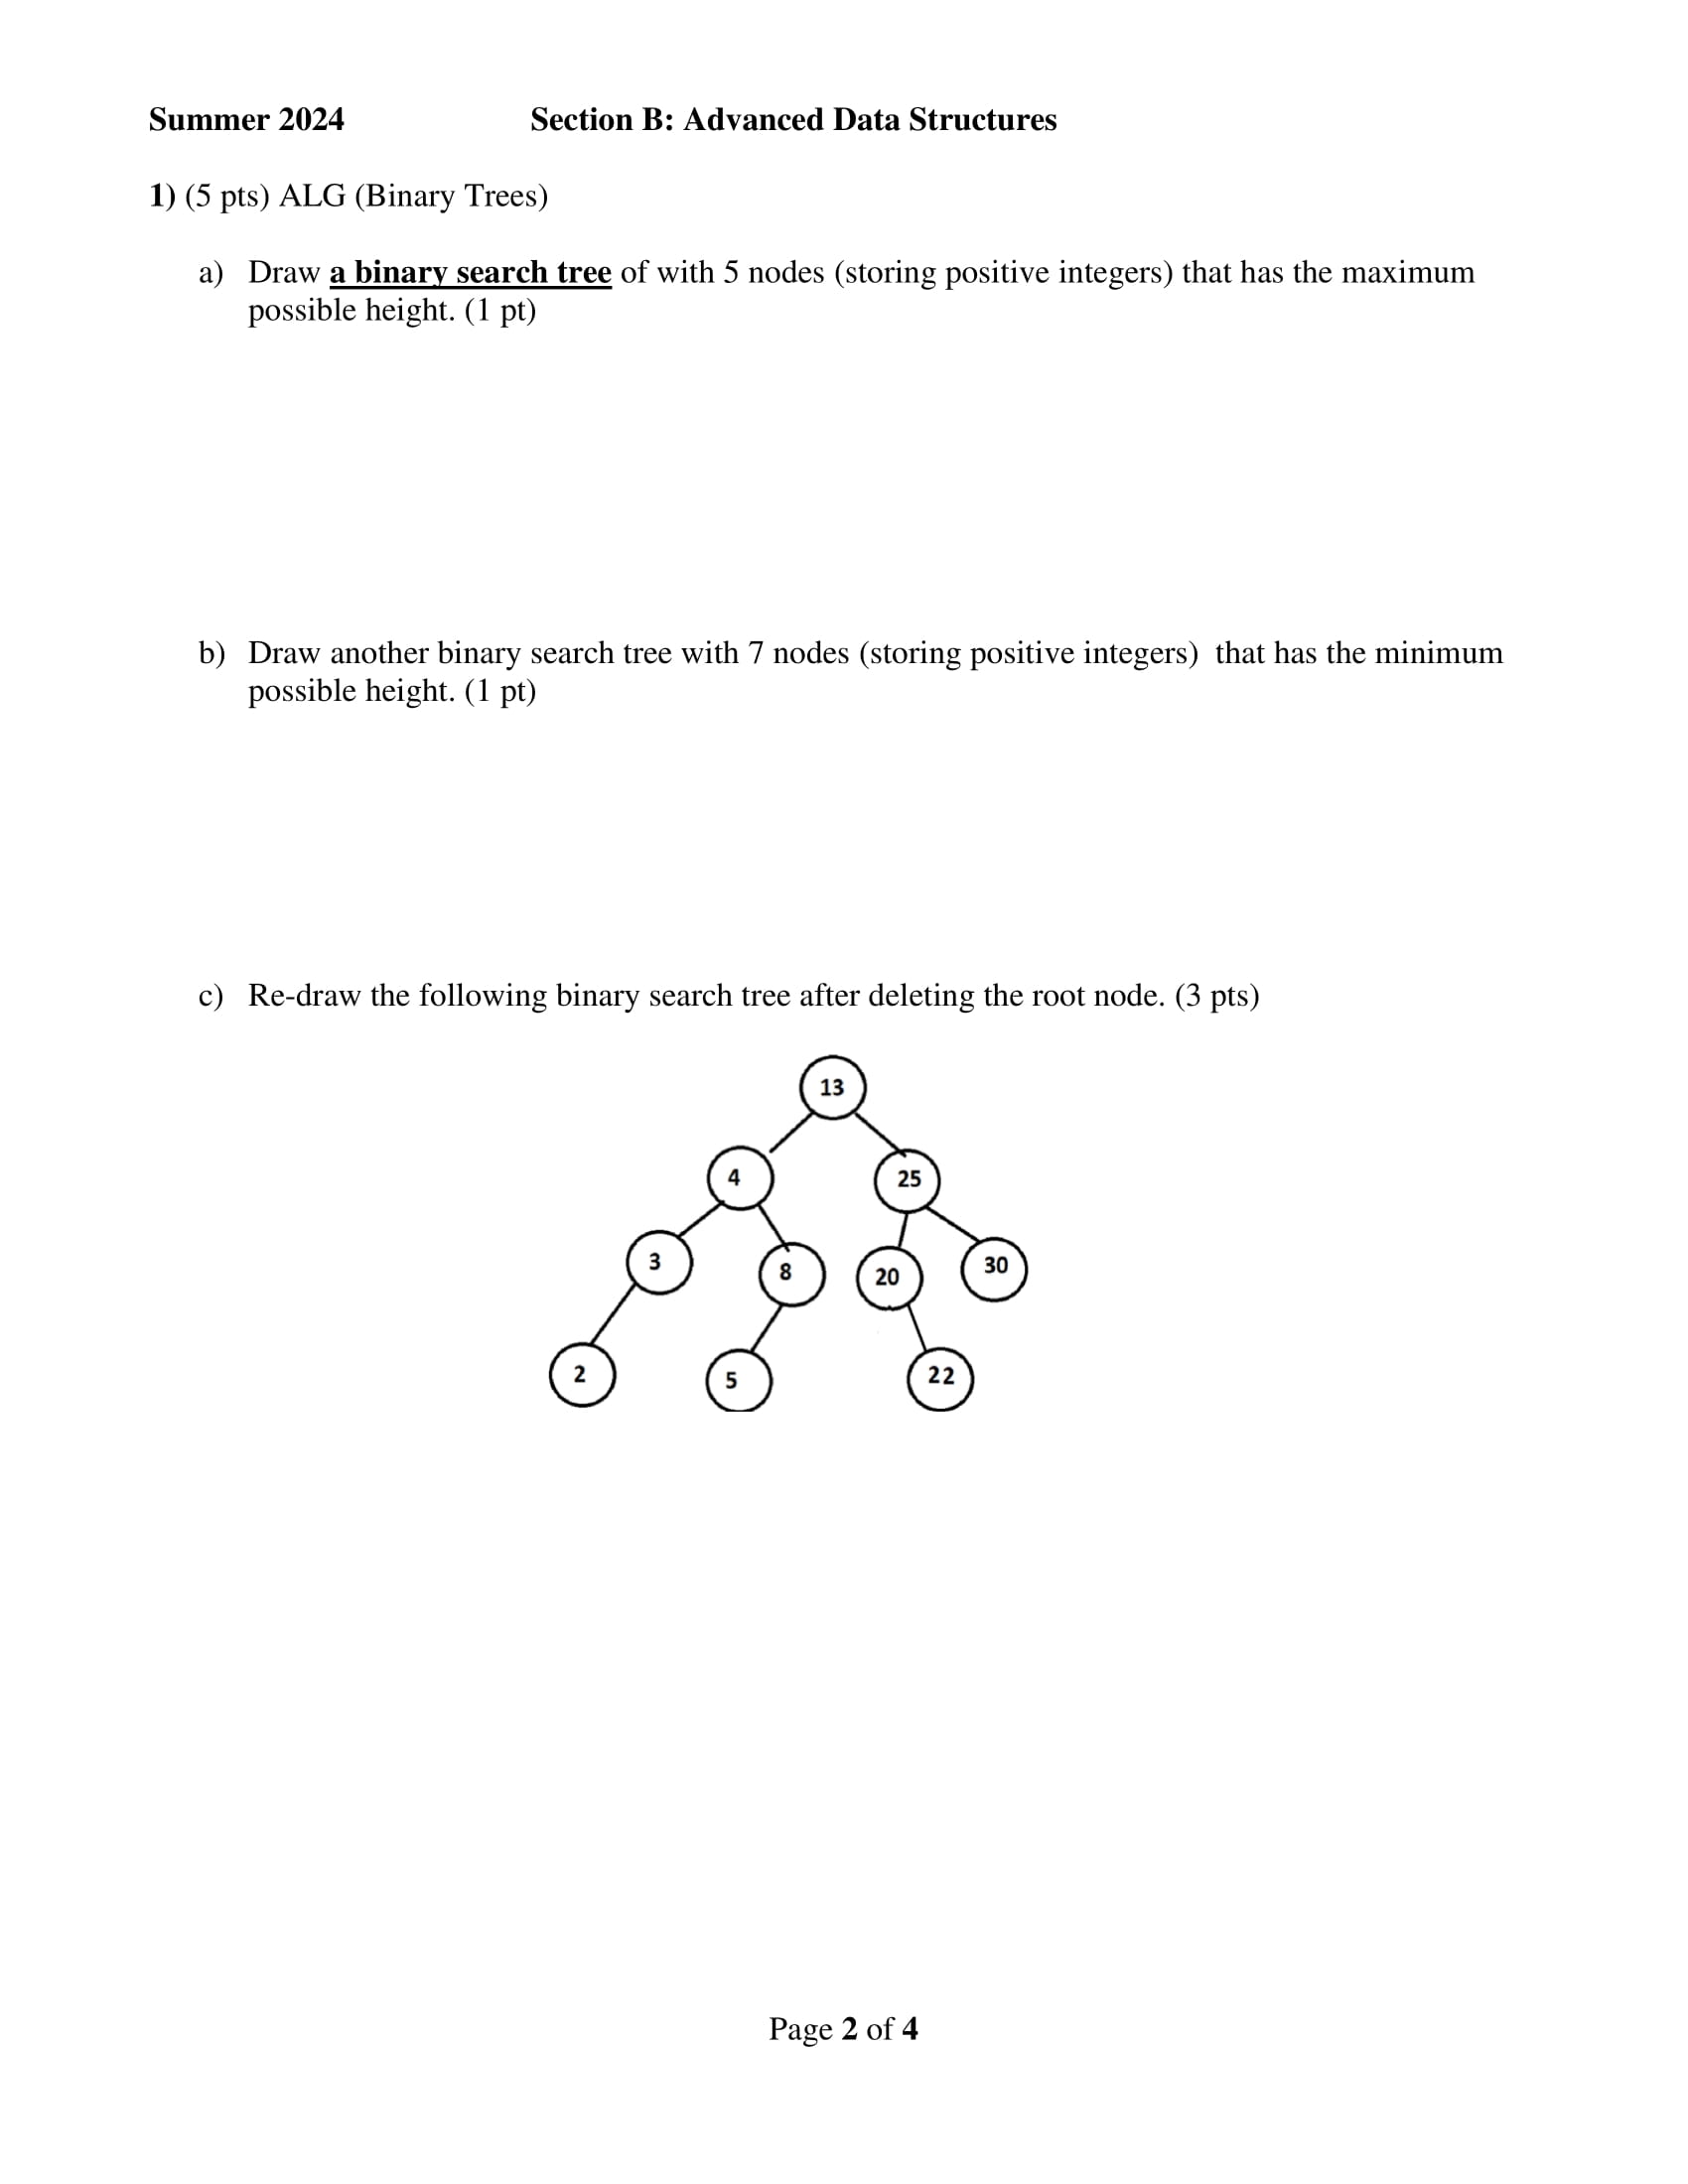 Summer 2024 Section B: Advanced Data Structures
1) (5 pts) ALG (Binary Trees)
a) Draw a binary search tree of with 5 nodes (storing positive integers) that has the maximum
possible height. (1 pt)
b) Draw another binary search tree with 7 nodes (storing positive integers) that has the minimum
possible height. (1 pt)
c) Re-draw the following binary search tree after deleting the root node. (3 pts)
13
4 25
3 8 20 30
2 5 22
Page 2 of 4